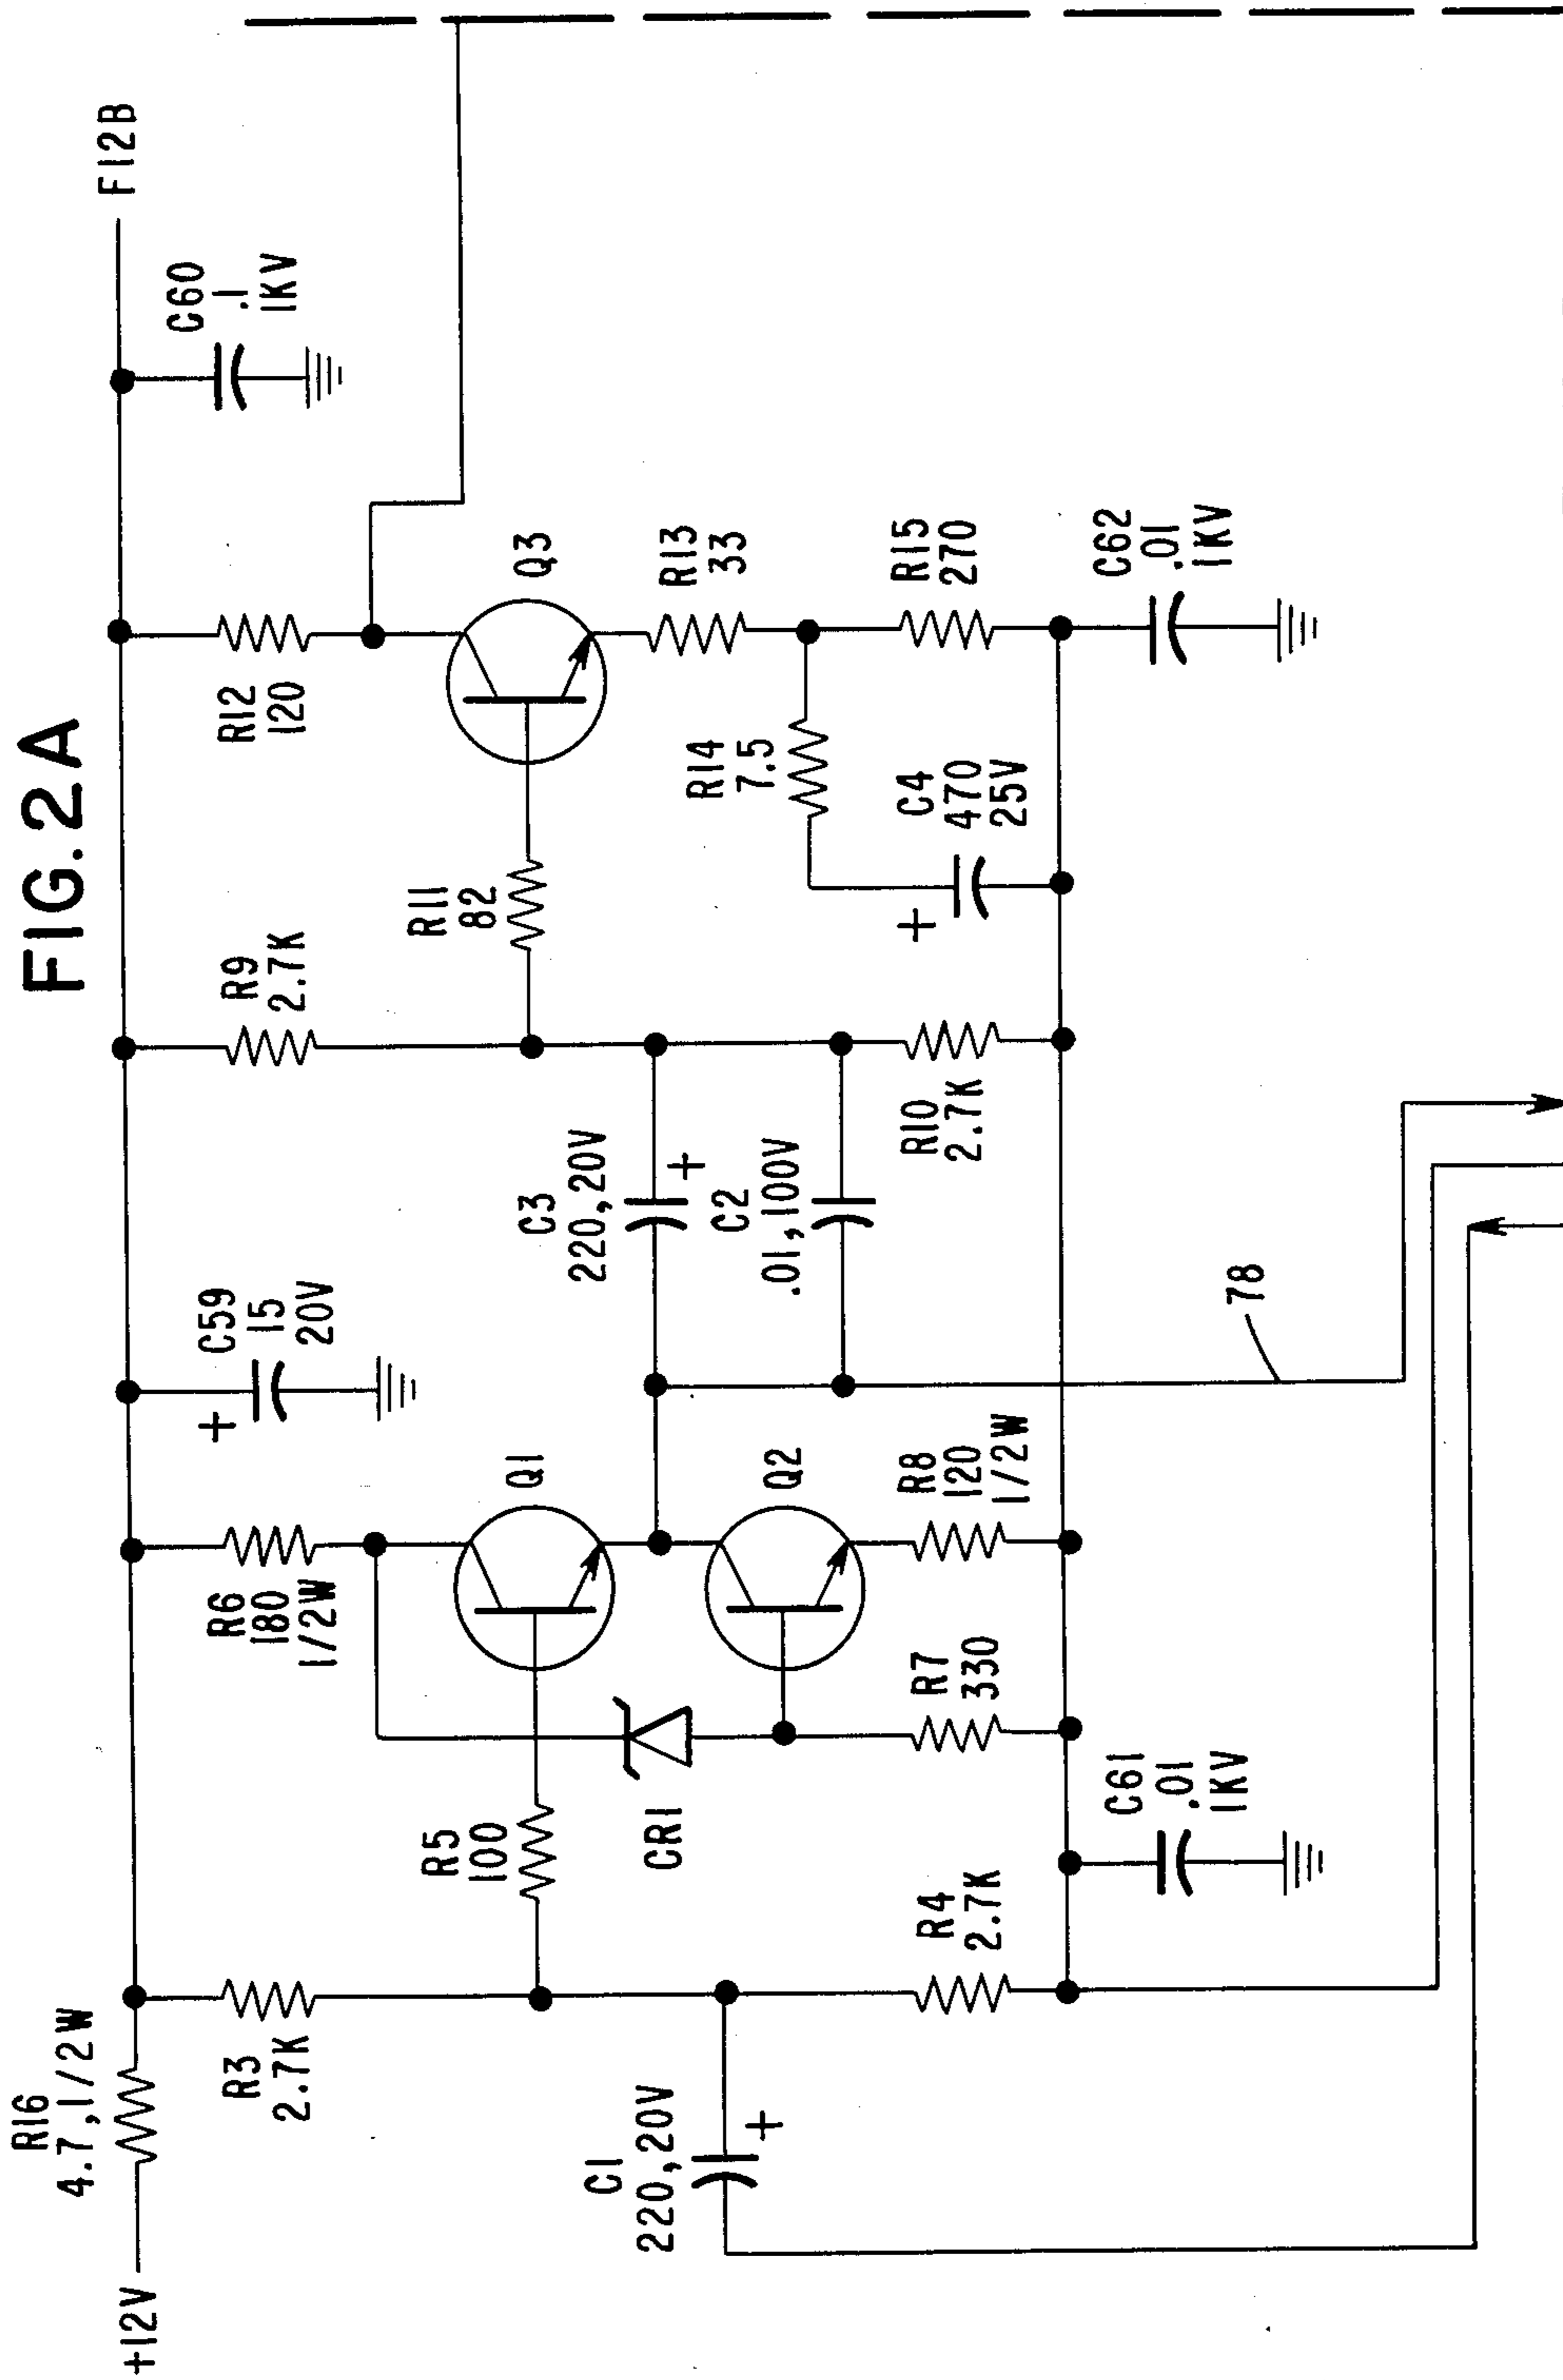 FIG. 2A
R16
4.7, 1/2W
+12V
F12B
R3
2.7K
R6
180
1/2W
+
C59
15
20V
R9
2.7K
R12
120
C60
.1
1KV
R5
100
Q1
R11
82
Q3
C1
220, 20V
+
CR1
C3
220, 20V
+
R13
33
R14
7.5
Q2
C2
.01, 100V
R4
2.7K
R7
330
R8
120
1/2W
R10
2.7K
+
C4
470
25V
R15
270
C61
.01
1KV
C62
.01
1KV
78